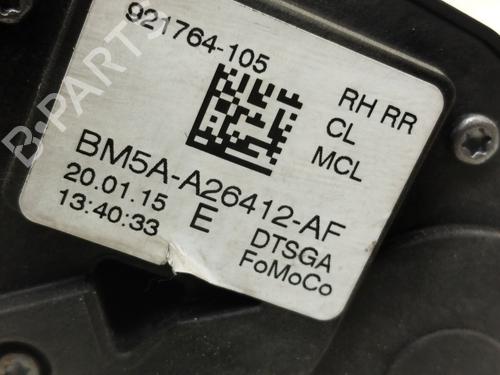 921764-105
RH RR
CL
MCL
BM5A-A26412-AF
20.01.15
E
DTSGA
13:40:33
FoMoCo
B-PARTS